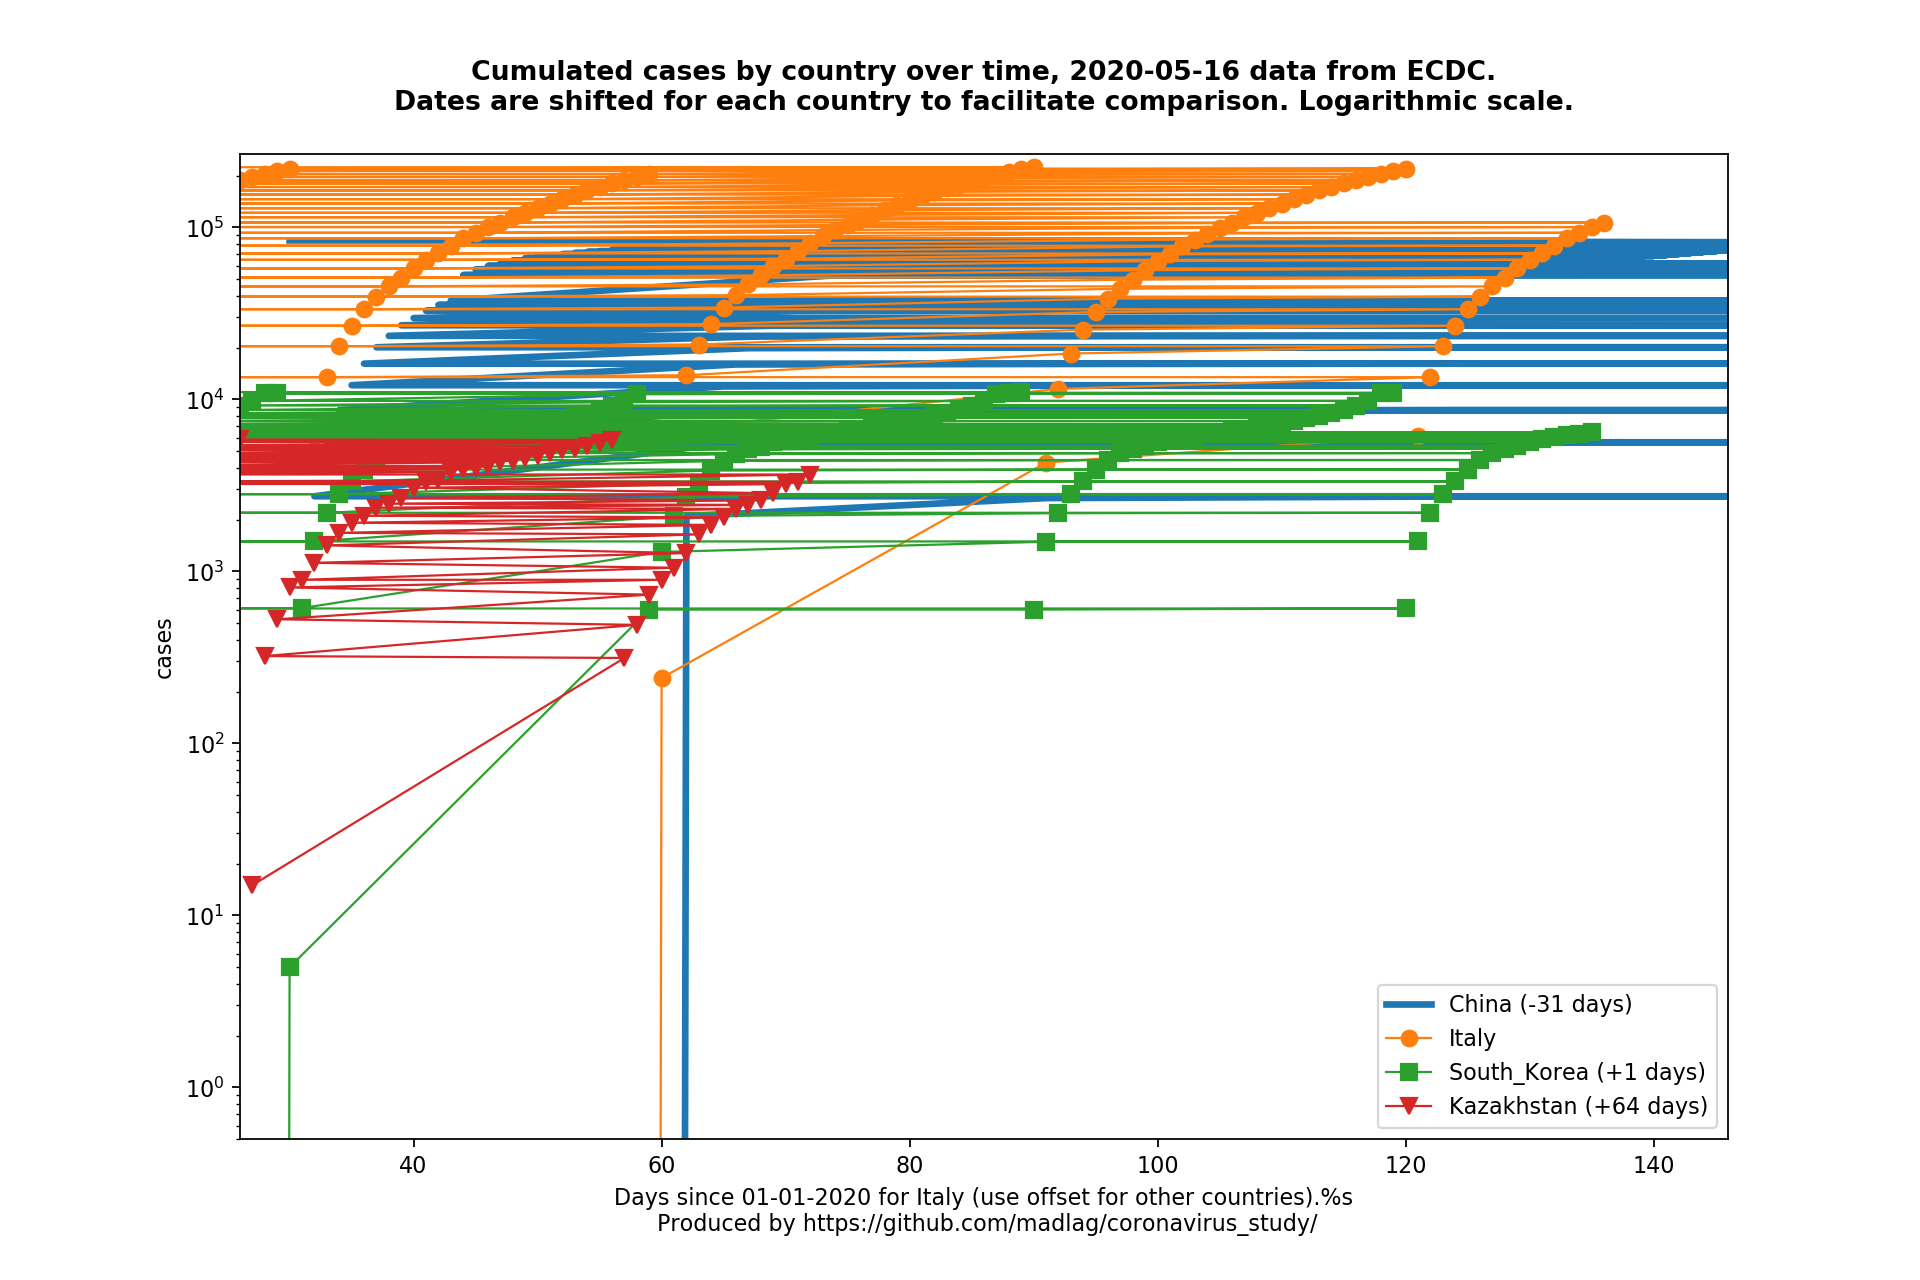 Cumulated cases by country over time, 2020-05-16 data from ECDC.
Dates are shifted for each country to facilitate comparison. Logarithmic scale.
cases
10^5
10^4
10^3
10^2
10^1
10^0
40 60 80 100 120 140
China (-31 days)
Italy
South_Korea (+1 days)
Kazakhstan (+64 days)
Days since 01-01-2020 for Italy (use offset for other countries).%s
Produced by https://github.com/madlag/coronavirus_study/